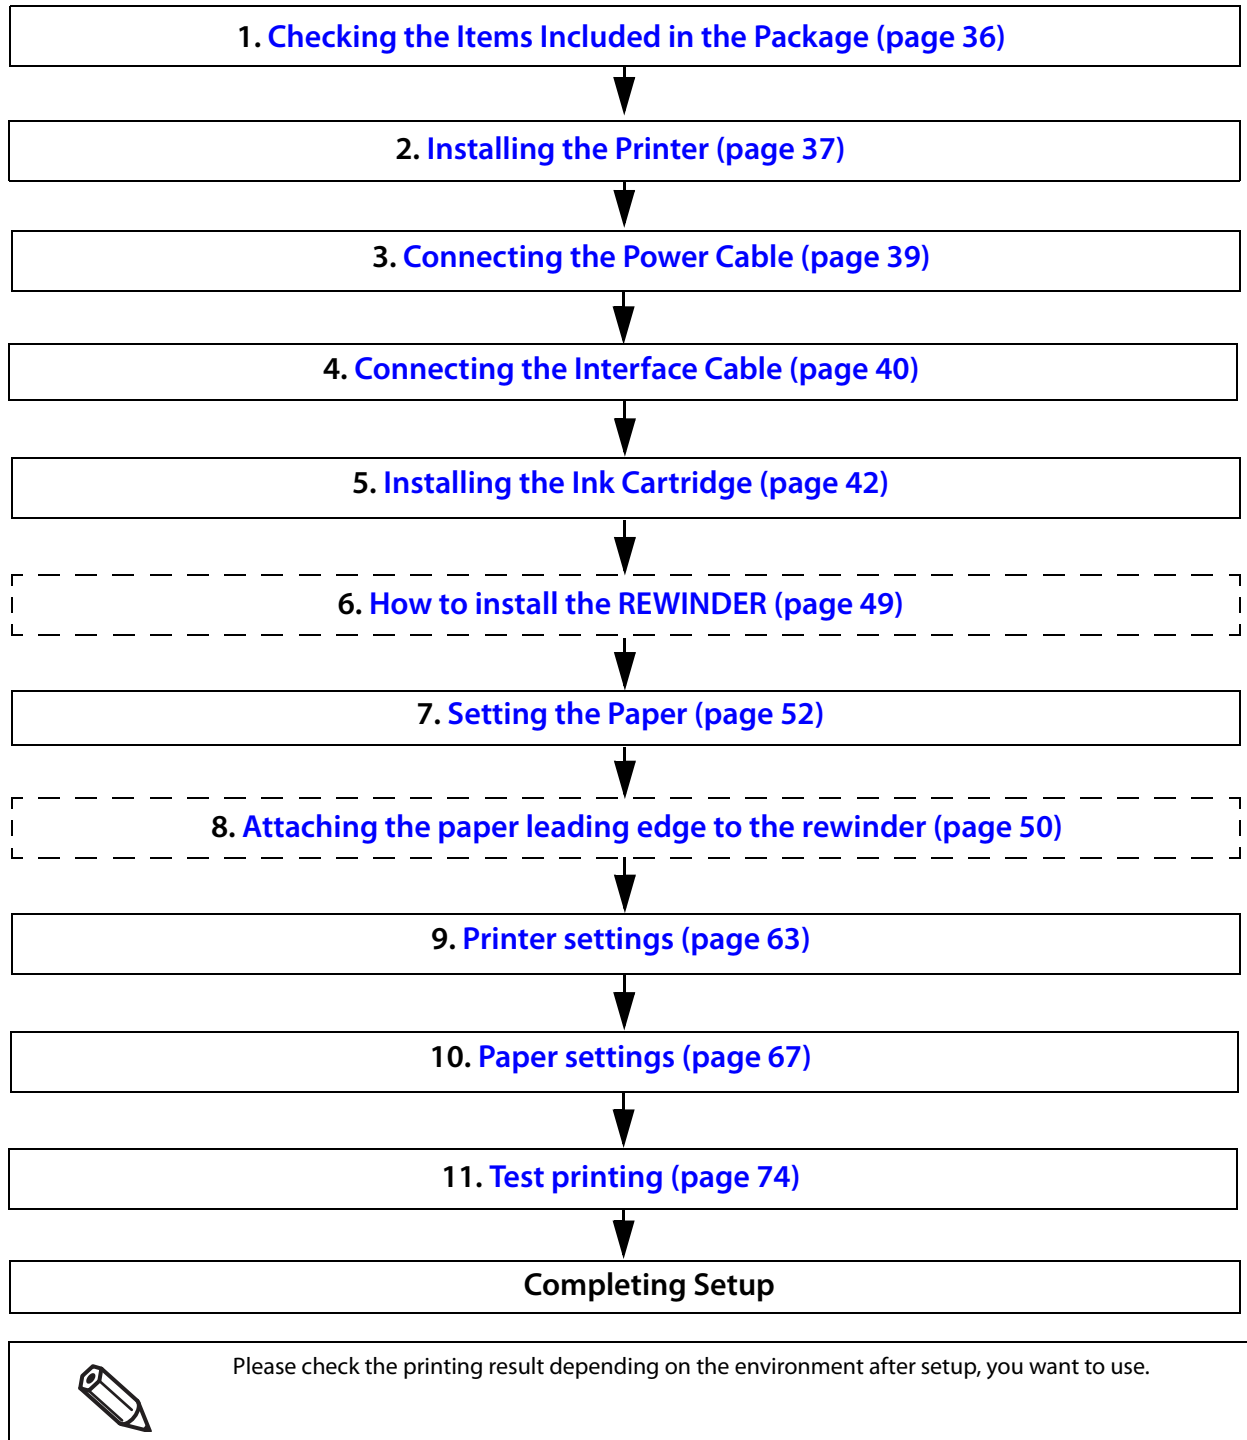 1. Checking the Items Included in the Package (page 36)
2. Installing the Printer (page 37)
3. Connecting the Power Cable (page 39)
4. Connecting the Interface Cable (page 40)
5. Installing the Ink Cartridge (page 42)
6. How to install the REWINDER (page 49)
7. Setting the Paper (page 52)
8. Attaching the paper leading edge to the rewinder (page 50)
9. Printer settings (page 63)
10. Paper settings (page 67)
11. Test printing (page 74)
Completing Setup
Please check the printing result depending on the environment after setup, you want to use.